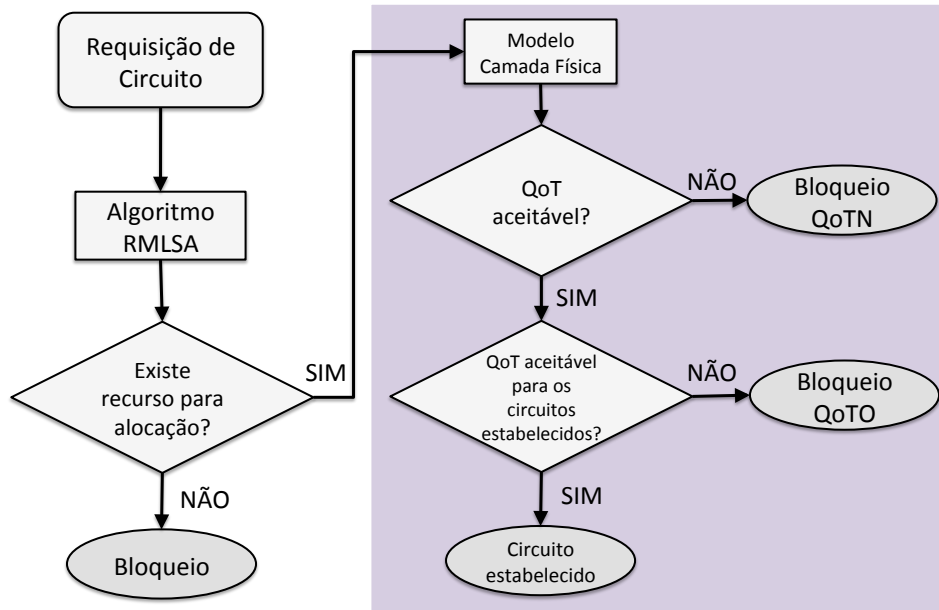 Requisição de
Circuito
Algoritmo
RMLSA
Existe
recurso para
alocação?
SIM
NÃO
Bloqueio
Modelo
Camada Física
QoT
aceitável?
NÃO
Bloqueio
QoTN
SIM
QoT aceitável
para os
circuitos
estabelecidos?
NÃO
Bloqueio
QoTO
SIM
Circuito
estabelecido